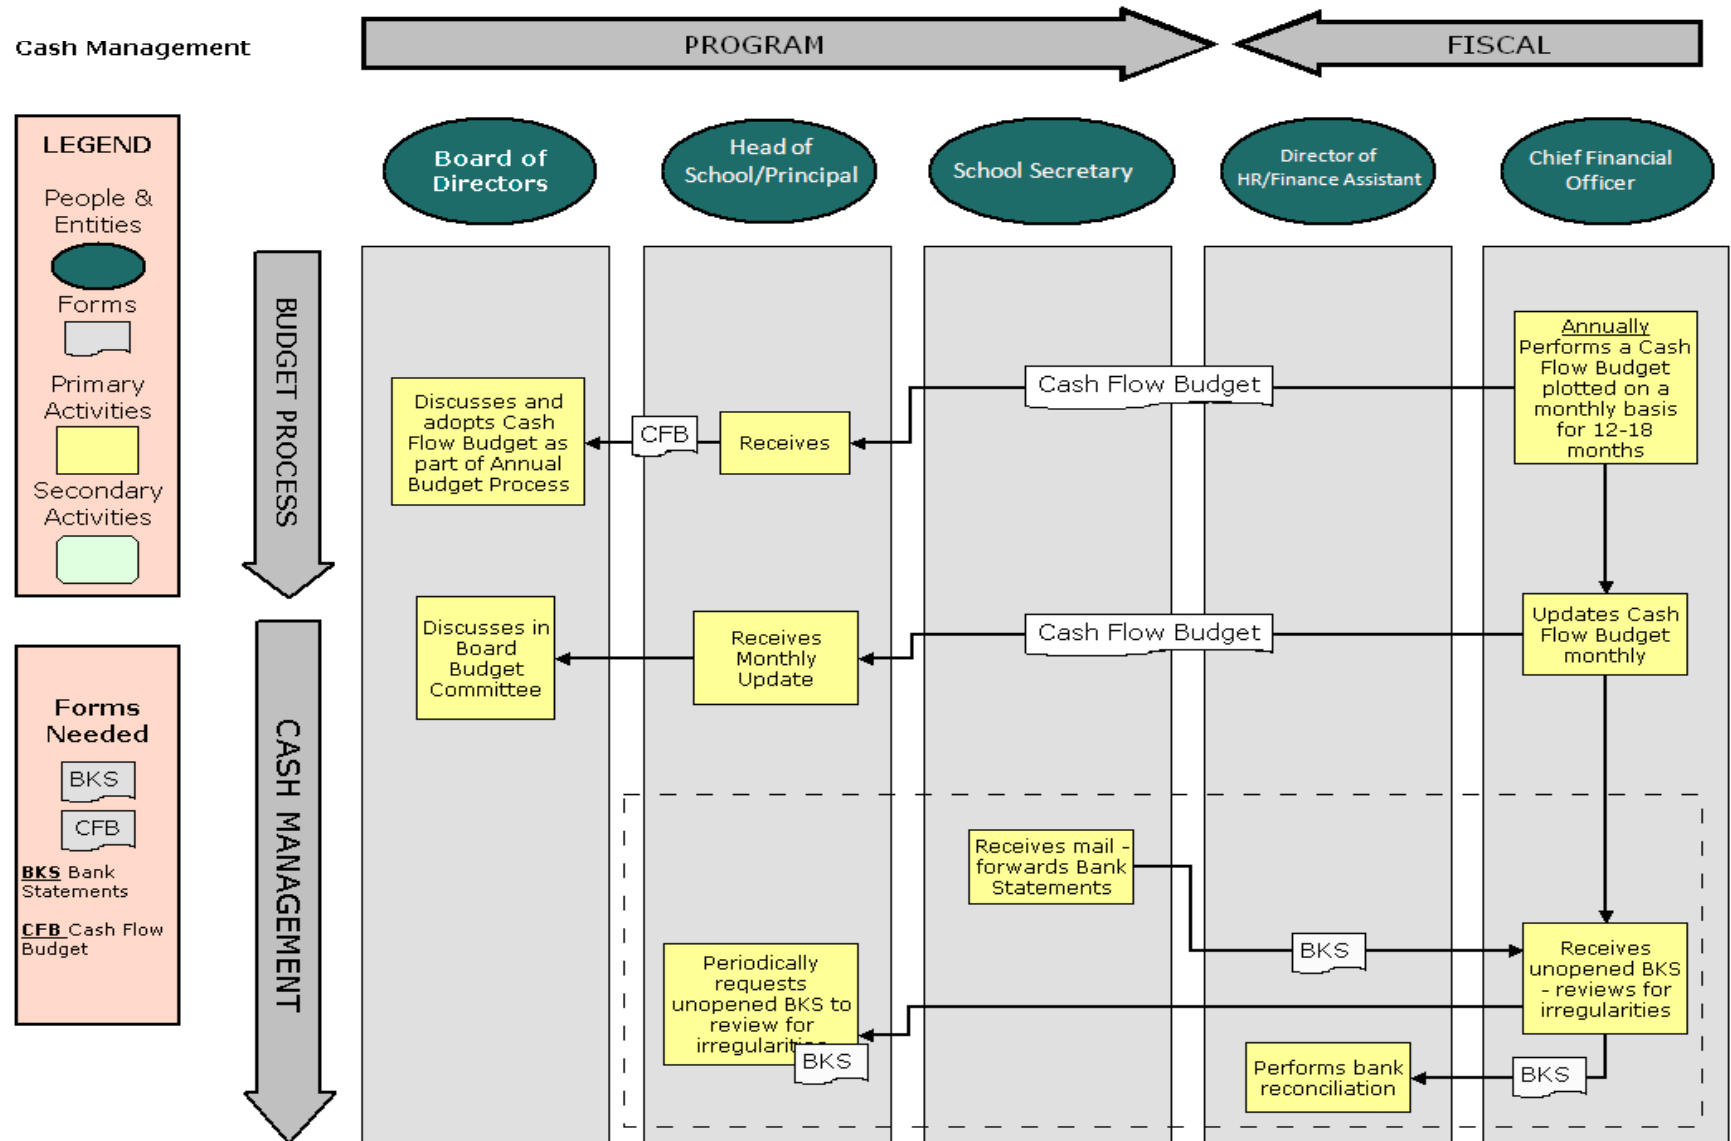 Cash Management
PROGRAM
FISCAL
LEGEND
People &
Entities
Forms
Primary
Activities
Secondary
Activities
Forms
Needed
BKS
CFB
BKS Bank
Statements
CFB Cash Flow
Budget
BUDGET PROCESS
CASH MANAGEMENT
Board of
Directors
Head of
School/Principal
School Secretary
Director of
HR/Finance Assistant
Chief Financial
Officer
Annually
Performs a Cash
Flow Budget
plotted on a
monthly basis
for 12-18
months
Cash Flow Budget
Receives
CFB
Discusses and
adopts Cash
Flow Budget as
part of Annual
Budget Process
Updates Cash
Flow Budget
monthly
Cash Flow Budget
Receives
Monthly
Update
Discusses in
Board
Budget
Committee
Receives mail -
forwards Bank
Statements
BKS
Receives
unopened BKS
- reviews for
irregularities
Periodically
requests
unopened BKS to
review for
irregularities
BKS
Performs bank
reconciliation
BKS